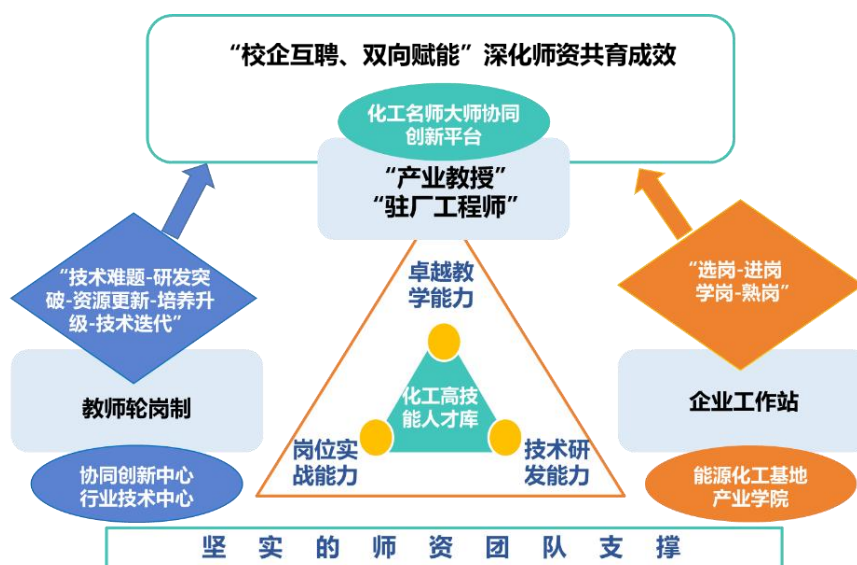 “校企互聘、双向赋能”深化师资共育成效
化工名师大师协同
创新平台
“产业教授”
“驻厂工程师”
“技术难题-研发突
破-资源更新-培养升
级-技术迭代”
教师轮岗制
协同创新中心
行业技术中心
卓越教
学能力
化工高技
能人才库
岗位实
战能力
技术研
发能力
“选岗-进岗
学岗-熟岗”
企业工作站
能源化工基地
产业学院
坚实的师资团队支撑